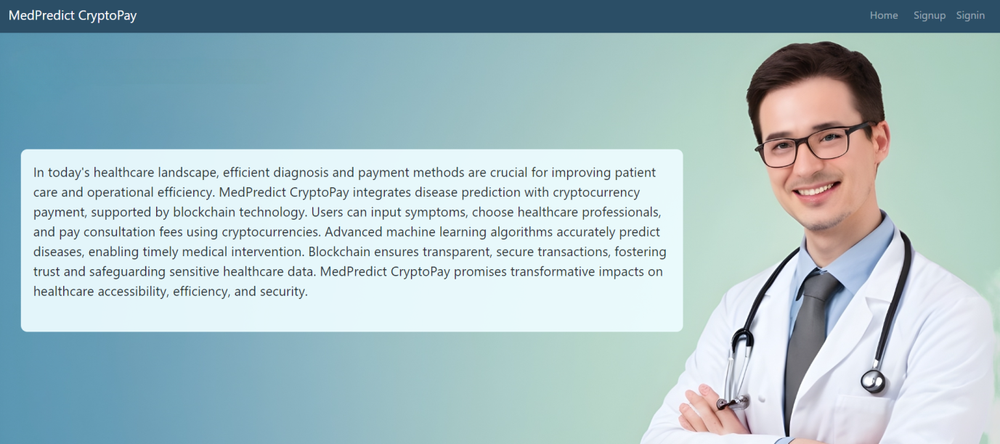 MedPredict CryptoPay
Home Signup Signin
In today's healthcare landscape, efficient diagnosis and payment methods are crucial for improving patient
care and operational efficiency. MedPredict CryptoPay integrates disease prediction with cryptocurrency
payment, supported by blockchain technology. Users can input symptoms, choose healthcare professionals,
and pay consultation fees using cryptocurrencies. Advanced machine learning algorithms accurately predict
diseases, enabling timely medical intervention. Blockchain ensures transparent, secure transactions, fostering
trust and safeguarding sensitive healthcare data. MedPredict CryptoPay promises transformative impacts on
healthcare accessibility, efficiency, and security.